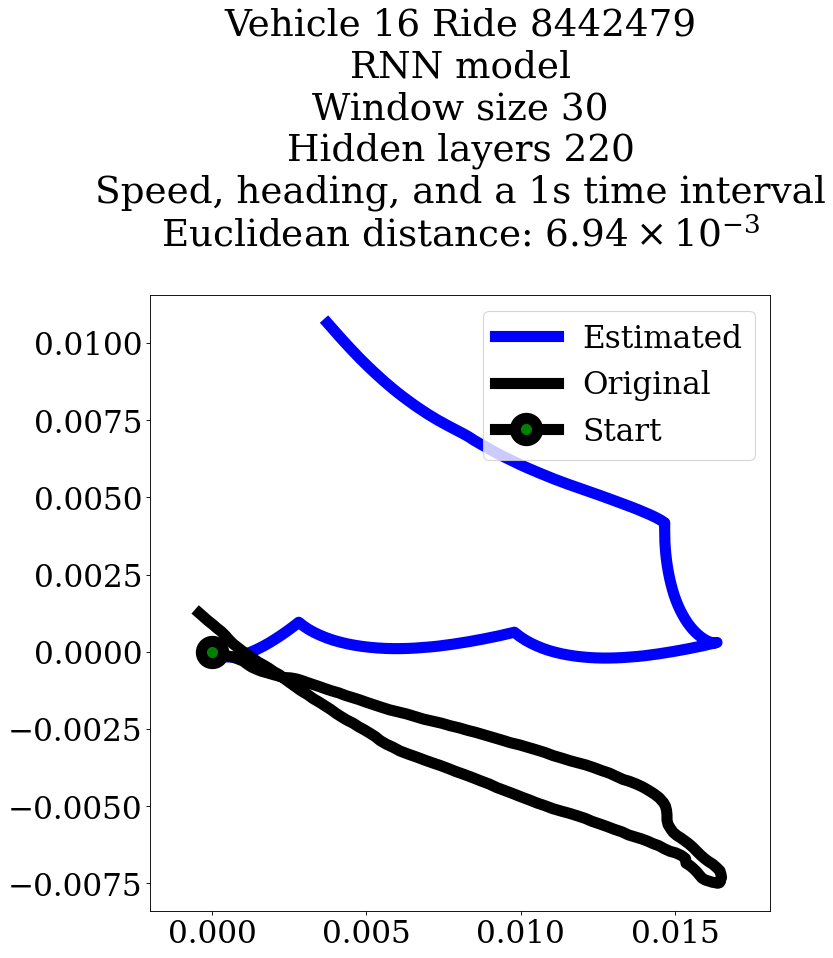 Vehicle 16 Ride 8442479
RNN model
Window size 30
Hidden layers 220
Speed, heading, and a 1s time interval
Euclidean distance: 6.94 × 10⁻³
Estimated
Original
Start
0.0100
0.0075
0.0050
0.0025
0.0000
−0.0025
−0.0050
−0.0075
0.000 0.005 0.010 0.015